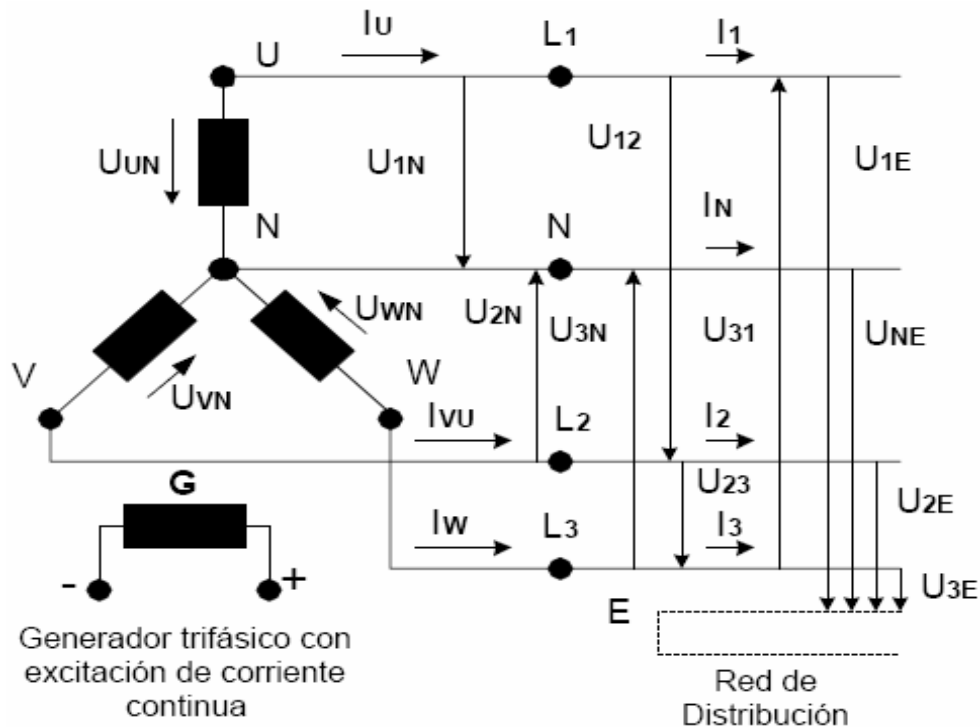 IU
L1
I1
U
UUN
U1N
U12
U1E
N
N
IN
UWN
U2N
U3N
U31
UNE
V
W
UVN
IVU
L2
I2
G
U23
U2E
IW
L3
I3
- +
E
U3E
Generador trifásico con
excitación de corriente
continua
Red de
Distribución